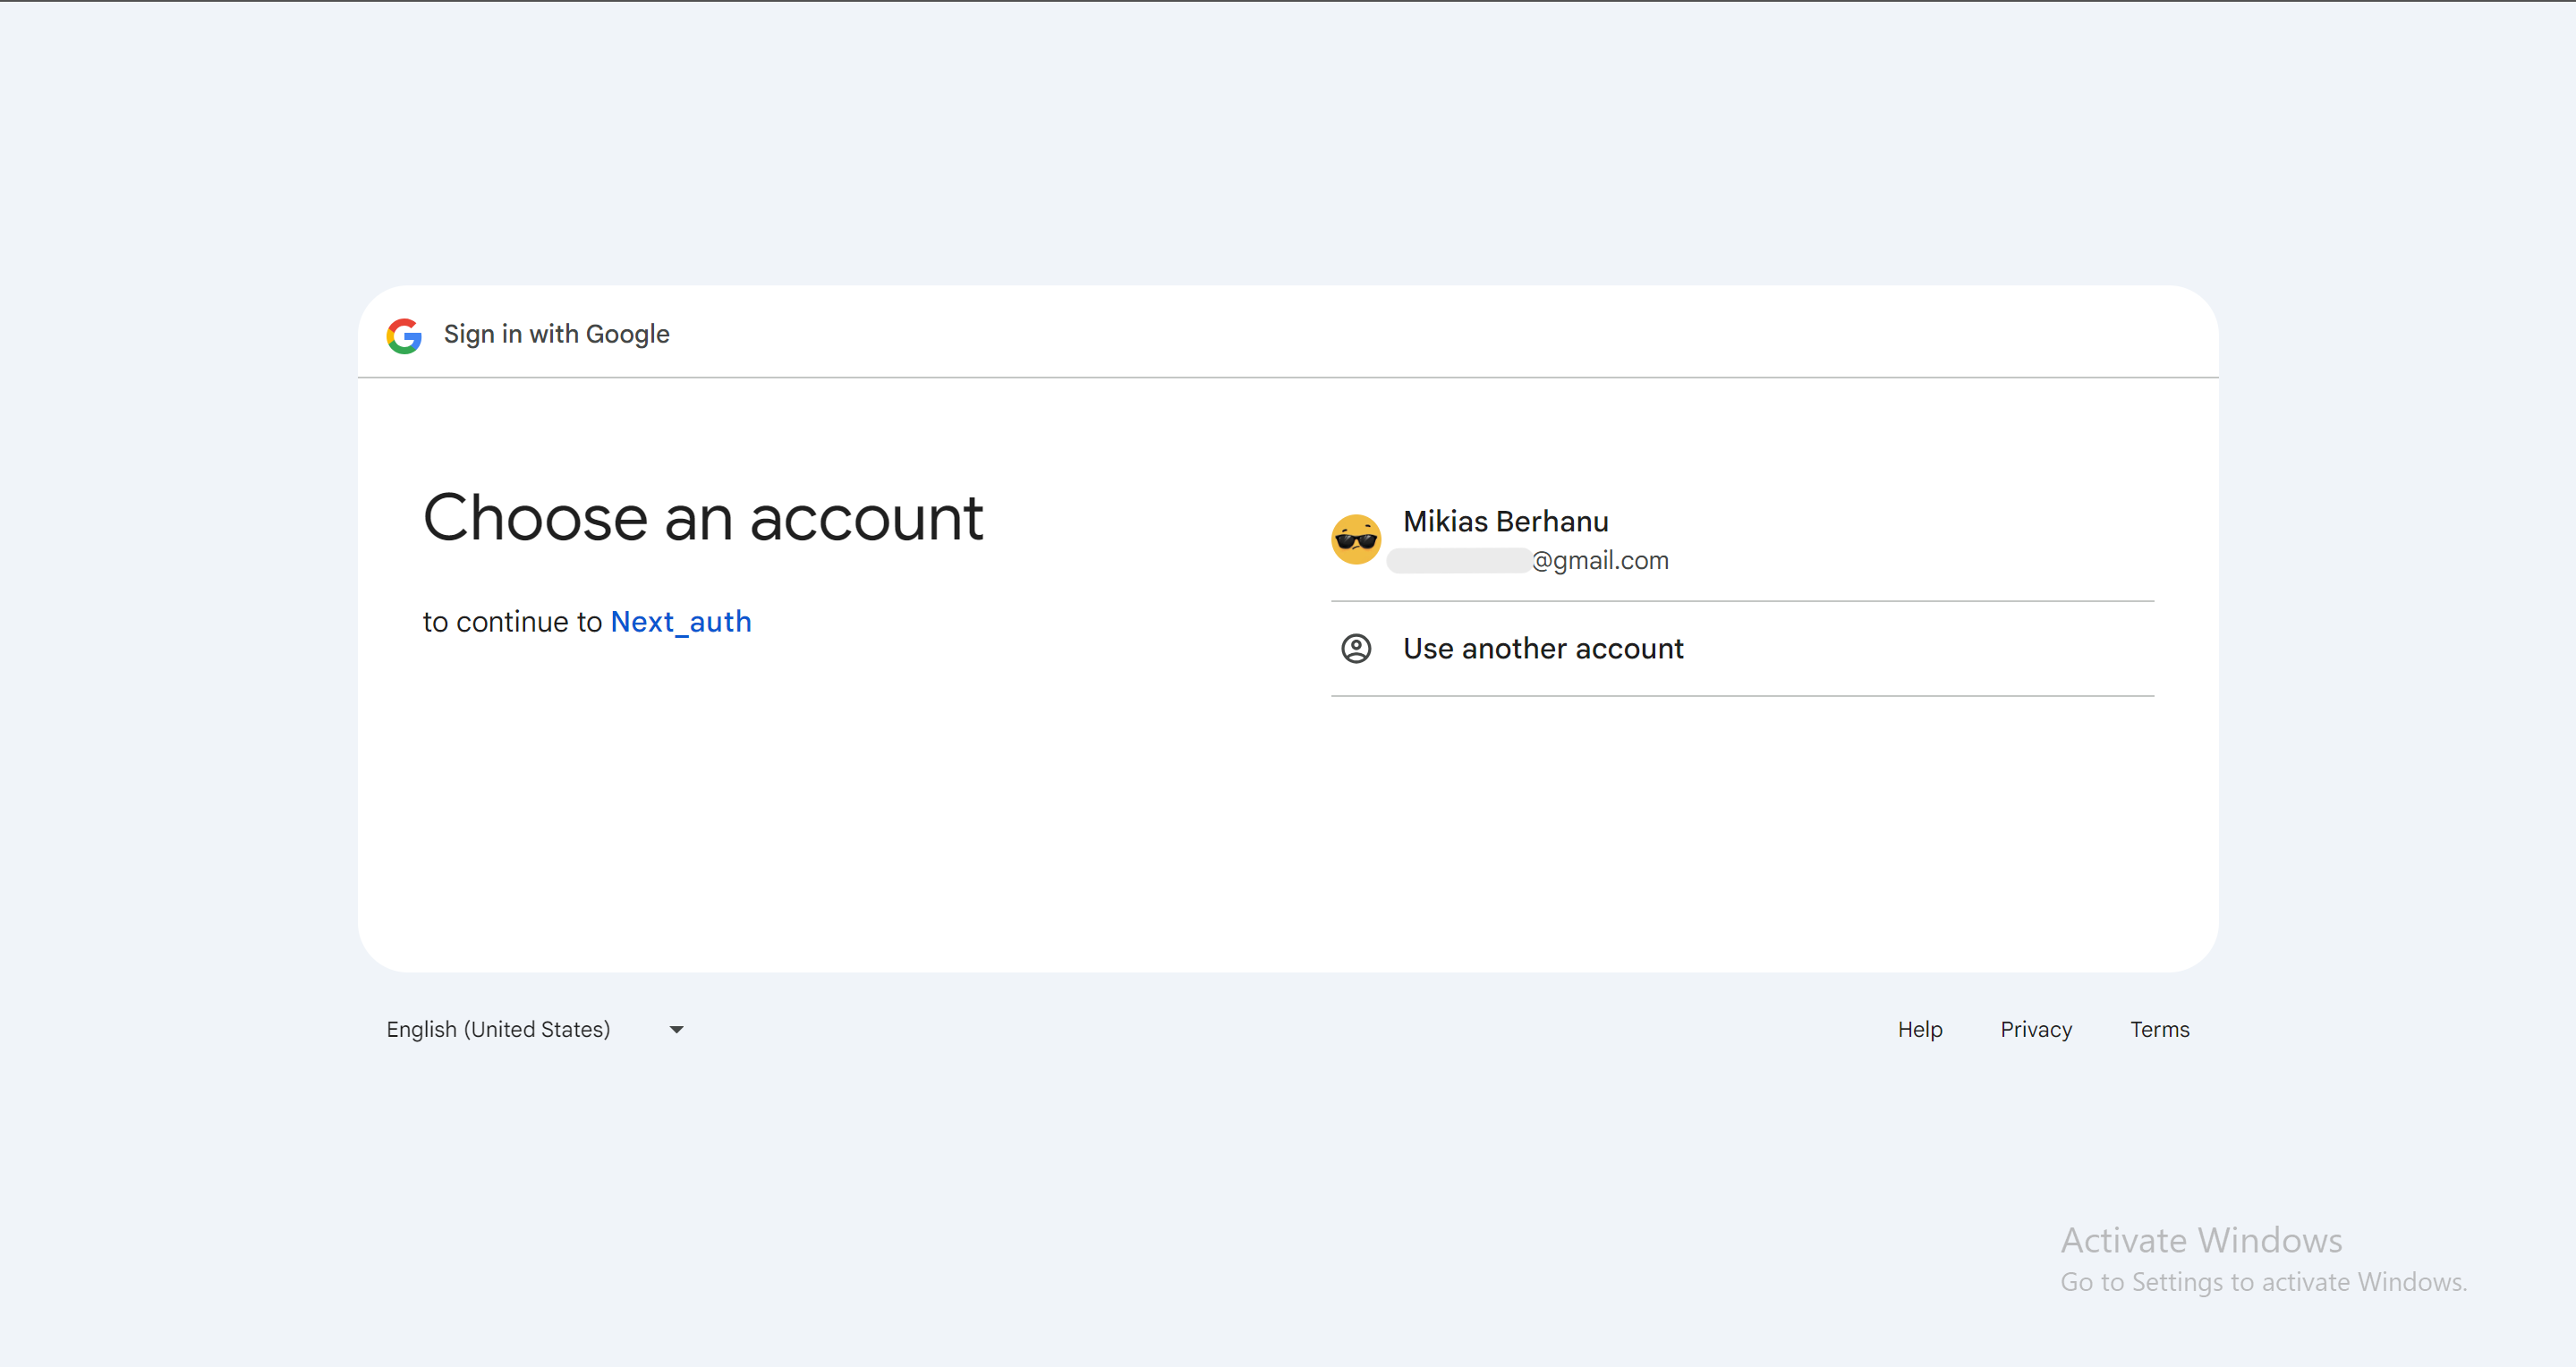 Sign in with Google
Choose an account
to continue to Next_auth
Mikias Berhanu
@gmail.com
Use another account
English (United States)
Help
Privacy
Terms
Activate Windows
Go to Settings to activate Windows.